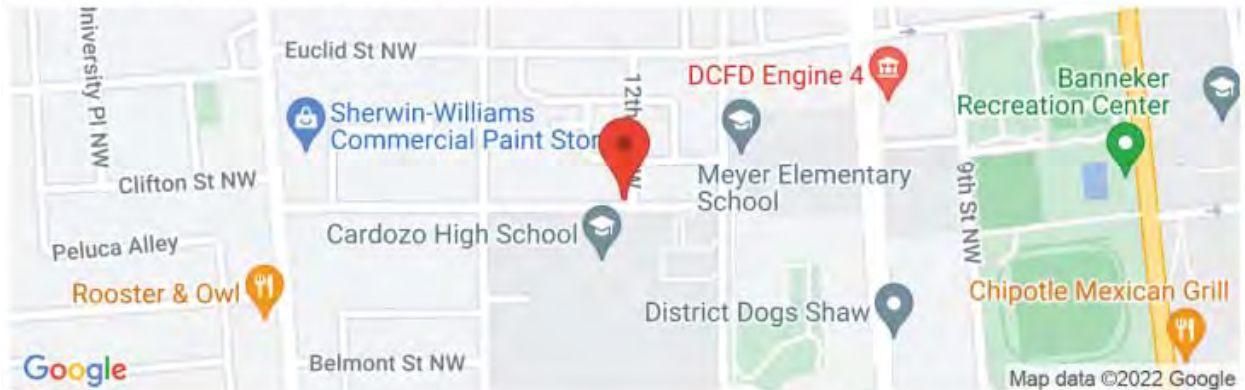 University Pl NW
Euclid St NW
12th
W
DCFD Engine 4
Banneker
Recreation Center
Sherwin-Williams
Commercial Paint Stor
Clifton St NW
Meyer Elementary
School
9th St NW
Cardozo High School
Peluca Alley
Rooster & Owl
District Dogs Shaw
Chipotle Mexican Grill
Belmont St NW
Google
Map data ©2022 Google